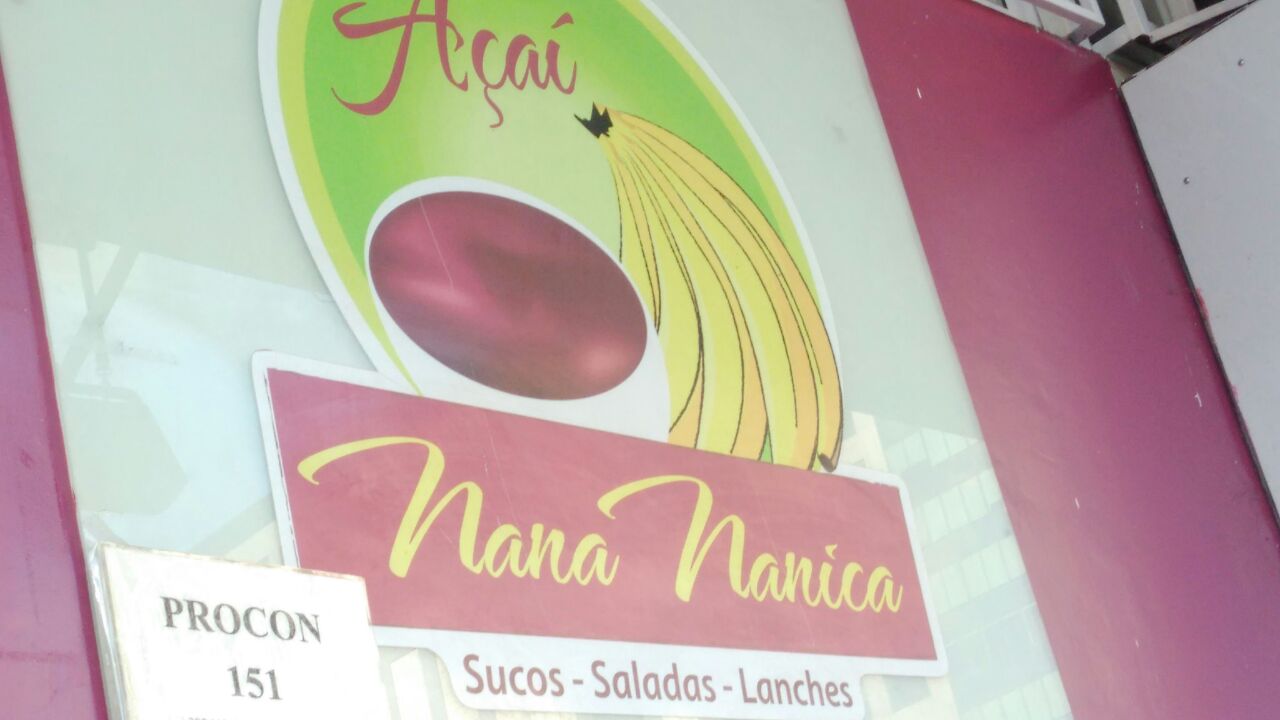 Açaí
Nana Nanica
Sucos - Saladas - Lanches
PROCON
151